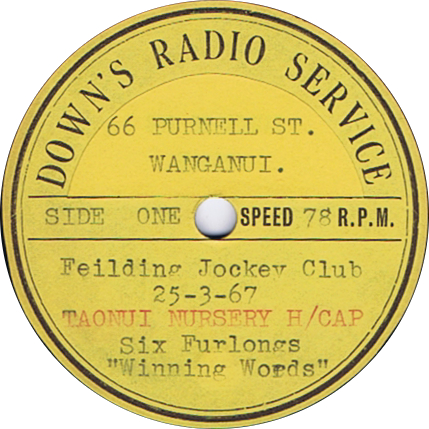 DOWN'S RADIO SERVICE
66 PURNELL ST.
WANGANUI.
SIDE ONE SPEED 78 R.P.M.
Feilding Jockey Club
25-3-67
TAONUI NURSERY H/CAP
Six Furlongs
"Winning Words"